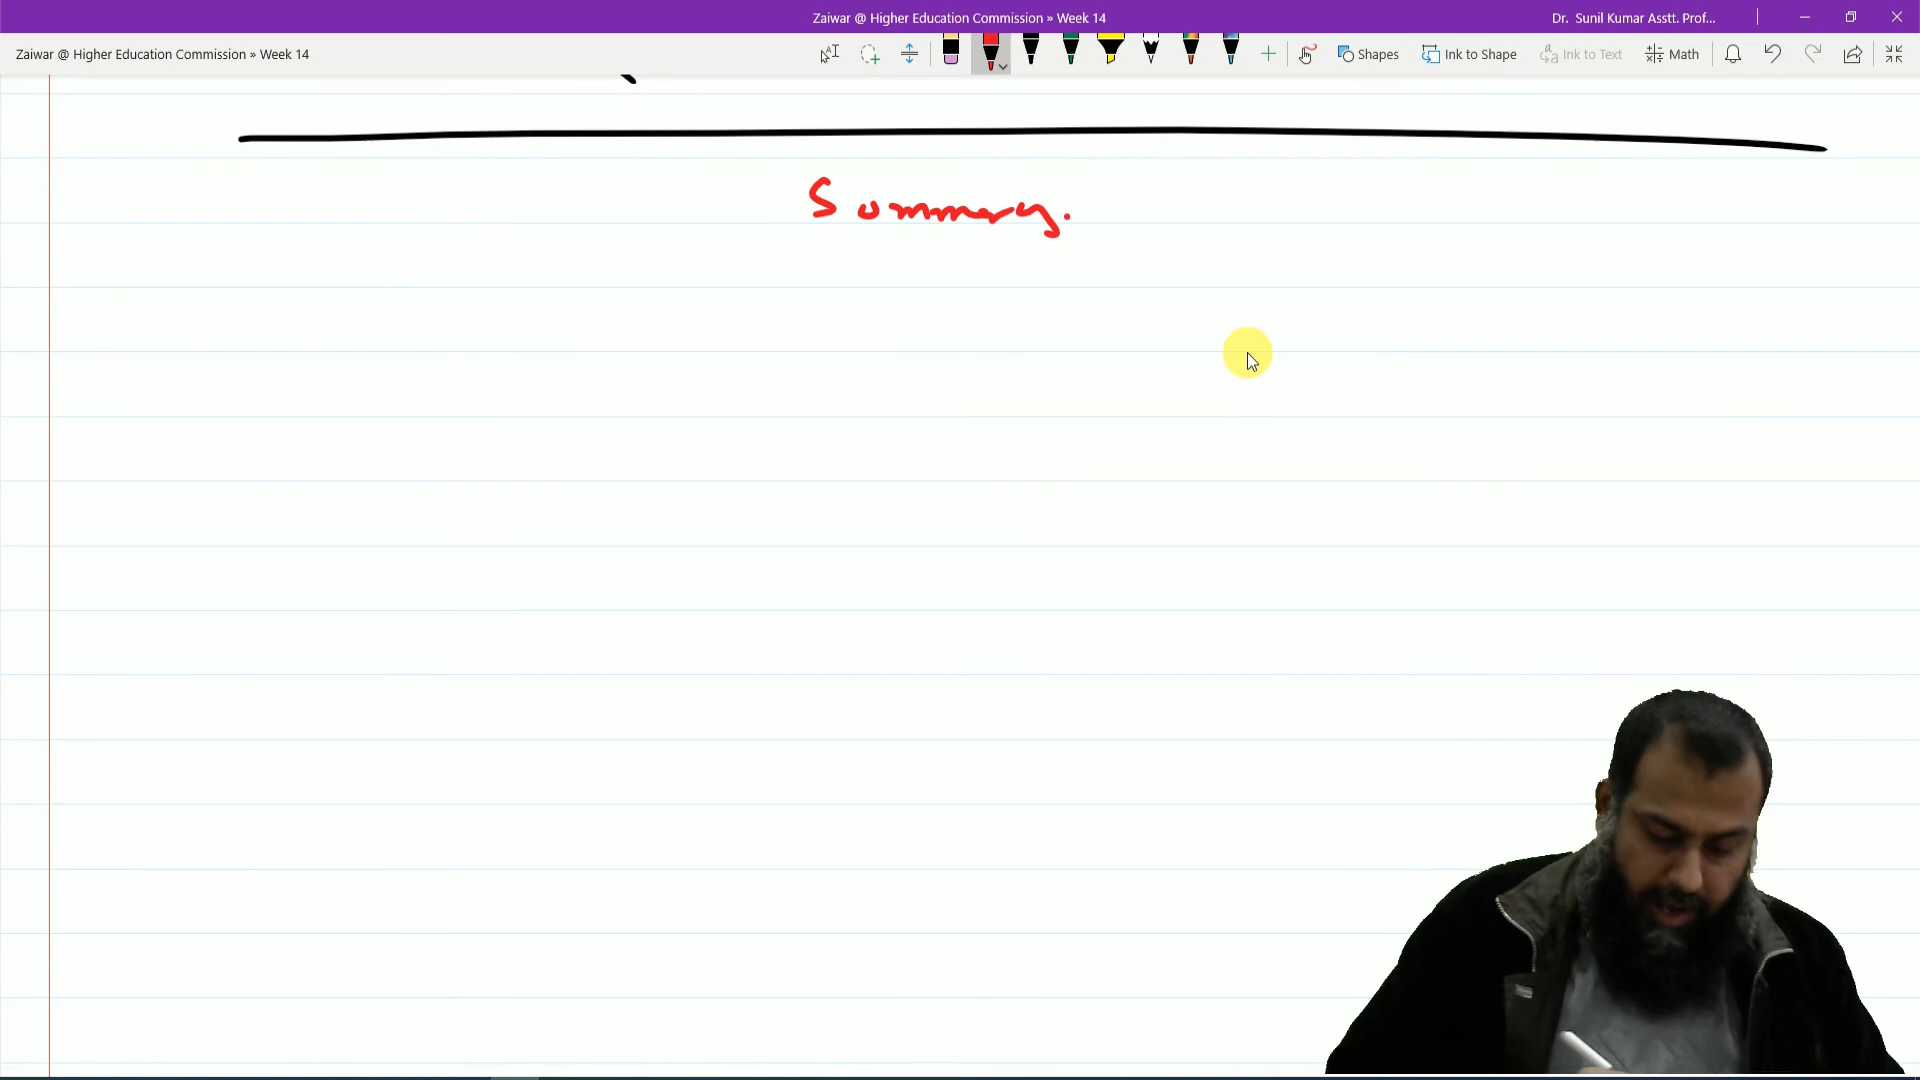 Zaiwar @ Higher Education Commission » Week 14
Dr. Sunil Kumar Asstt. Prof...
Zaiwar @ Higher Education Commission » Week 14
Shapes
Ink to Shape
Ink to Text
Math
Summary.